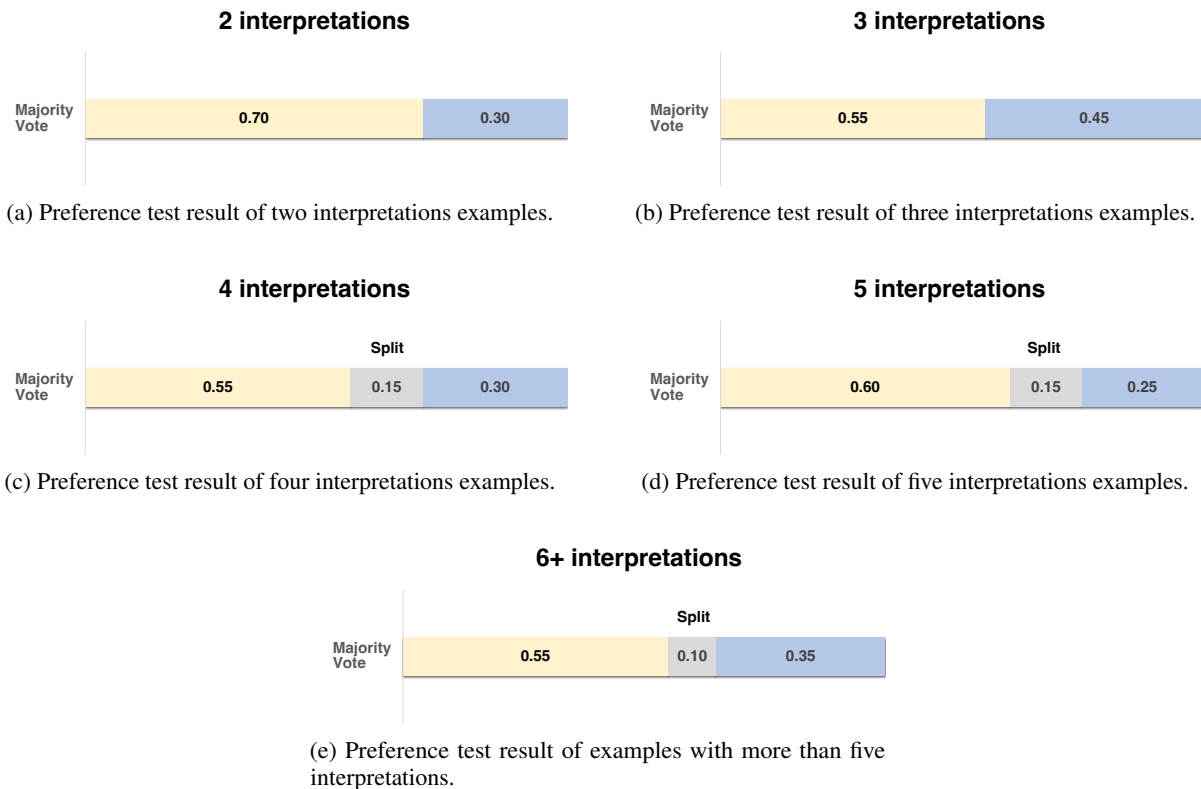 2 interpretations
Majority
Vote
0.70
0.30
(a) Preference test result of two interpretations examples.
3 interpretations
Majority
Vote
0.55
0.45
(b) Preference test result of three interpretations examples.
4 interpretations
Split
Majority
Vote
0.55
0.15
0.30
(c) Preference test result of four interpretations examples.
5 interpretations
Split
Majority
Vote
0.60
0.15
0.25
(d) Preference test result of five interpretations examples.
6+ interpretations
Split
Majority
Vote
0.55
0.10
0.35
(e) Preference test result of examples with more than five
interpretations.